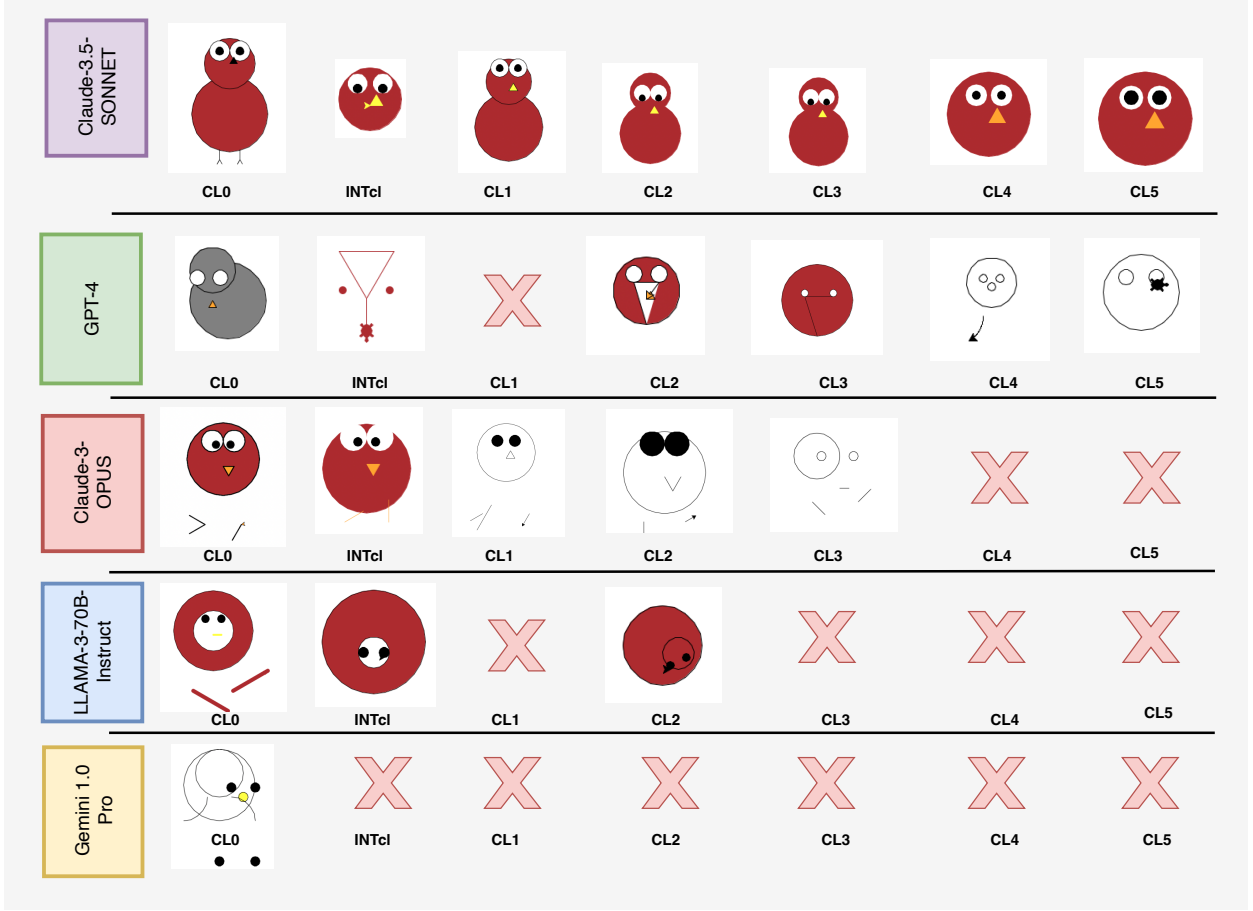 Claude-3.5-
SONNET
CL0
INTcl
CL1
CL2
CL3
CL4
CL5
GPT-4
CL0
INTcl
CL1
CL2
CL3
CL4
CL5
Claude-3-
OPUS
CL0
INTcl
CL1
CL2
CL3
CL4
CL5
LLAMA-3-70B-
Instruct
CL0
INTcl
CL1
CL2
CL3
CL4
CL5
Gemini 1.0
Pro
CL0
INTcl
CL1
CL2
CL3
CL4
CL5